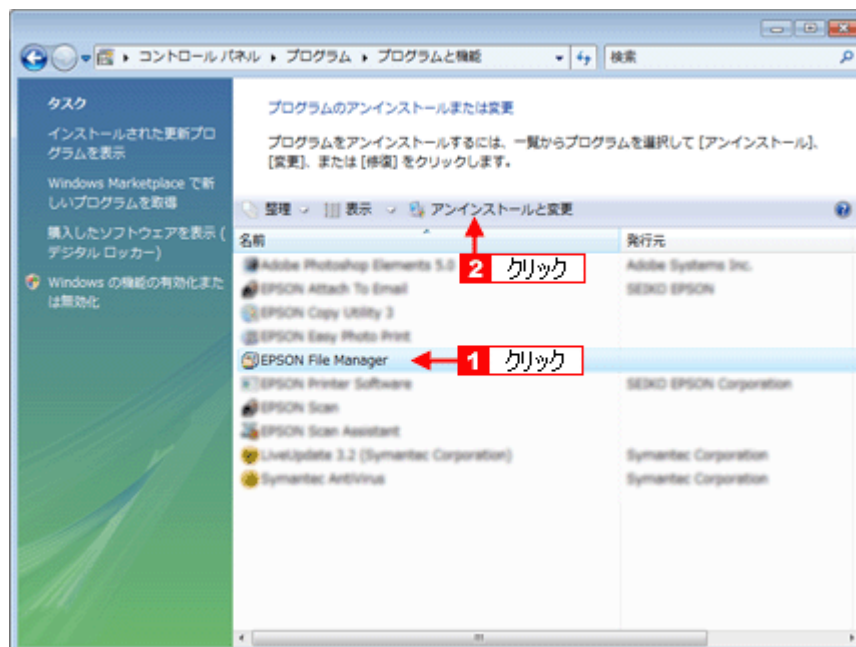 コントロール パネル ▸ プログラム ▸ プログラムと機能
検索
タスク
インストールされた更新プロ
グラムを表示
Windows Marketplace で新
しいプログラムを取得
購入したソフトウェアを表示 (
デジタル ロッカー)
Windows の機能の有効化また
は無効化
プログラムのアンインストールまたは変更
プログラムをアンインストールするには、一覧からプログラムを選択して [アンインストール]、
[変更]、または [修復] をクリックします。
整理 表示 アンインストールと変更
名前 発行元
2 クリック
Adobe Photoshop Elements 5.0 Adobe Systems Inc.
EPSON Attach To Email SEIKO EPSON
EPSON Copy Utility 3
EPSON Easy Photo Print
EPSON File Manager 1 クリック
EPSON Printer Software SEIKO EPSON Corporation
EPSON Scan
EPSON Scan Assistant
LiveUpdate 3.2 (Symantec Corporation) Symantec Corporation
Symantec AntiVirus Symantec Corporation